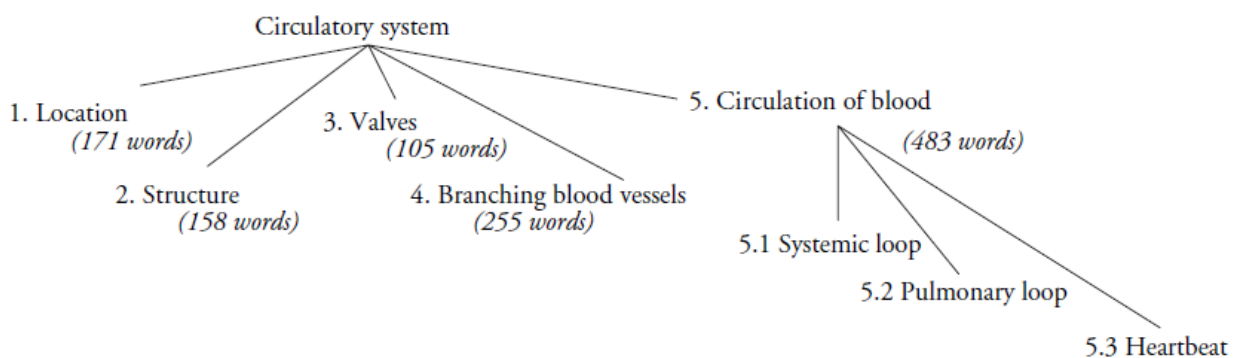 Circulatory system
1. Location
(171 words)
2. Structure
(158 words)
3. Valves
(105 words)
4. Branching blood vessels
(255 words)
5. Circulation of blood
(483 words)
5.1 Systemic loop
5.2 Pulmonary loop
5.3 Heartbeat